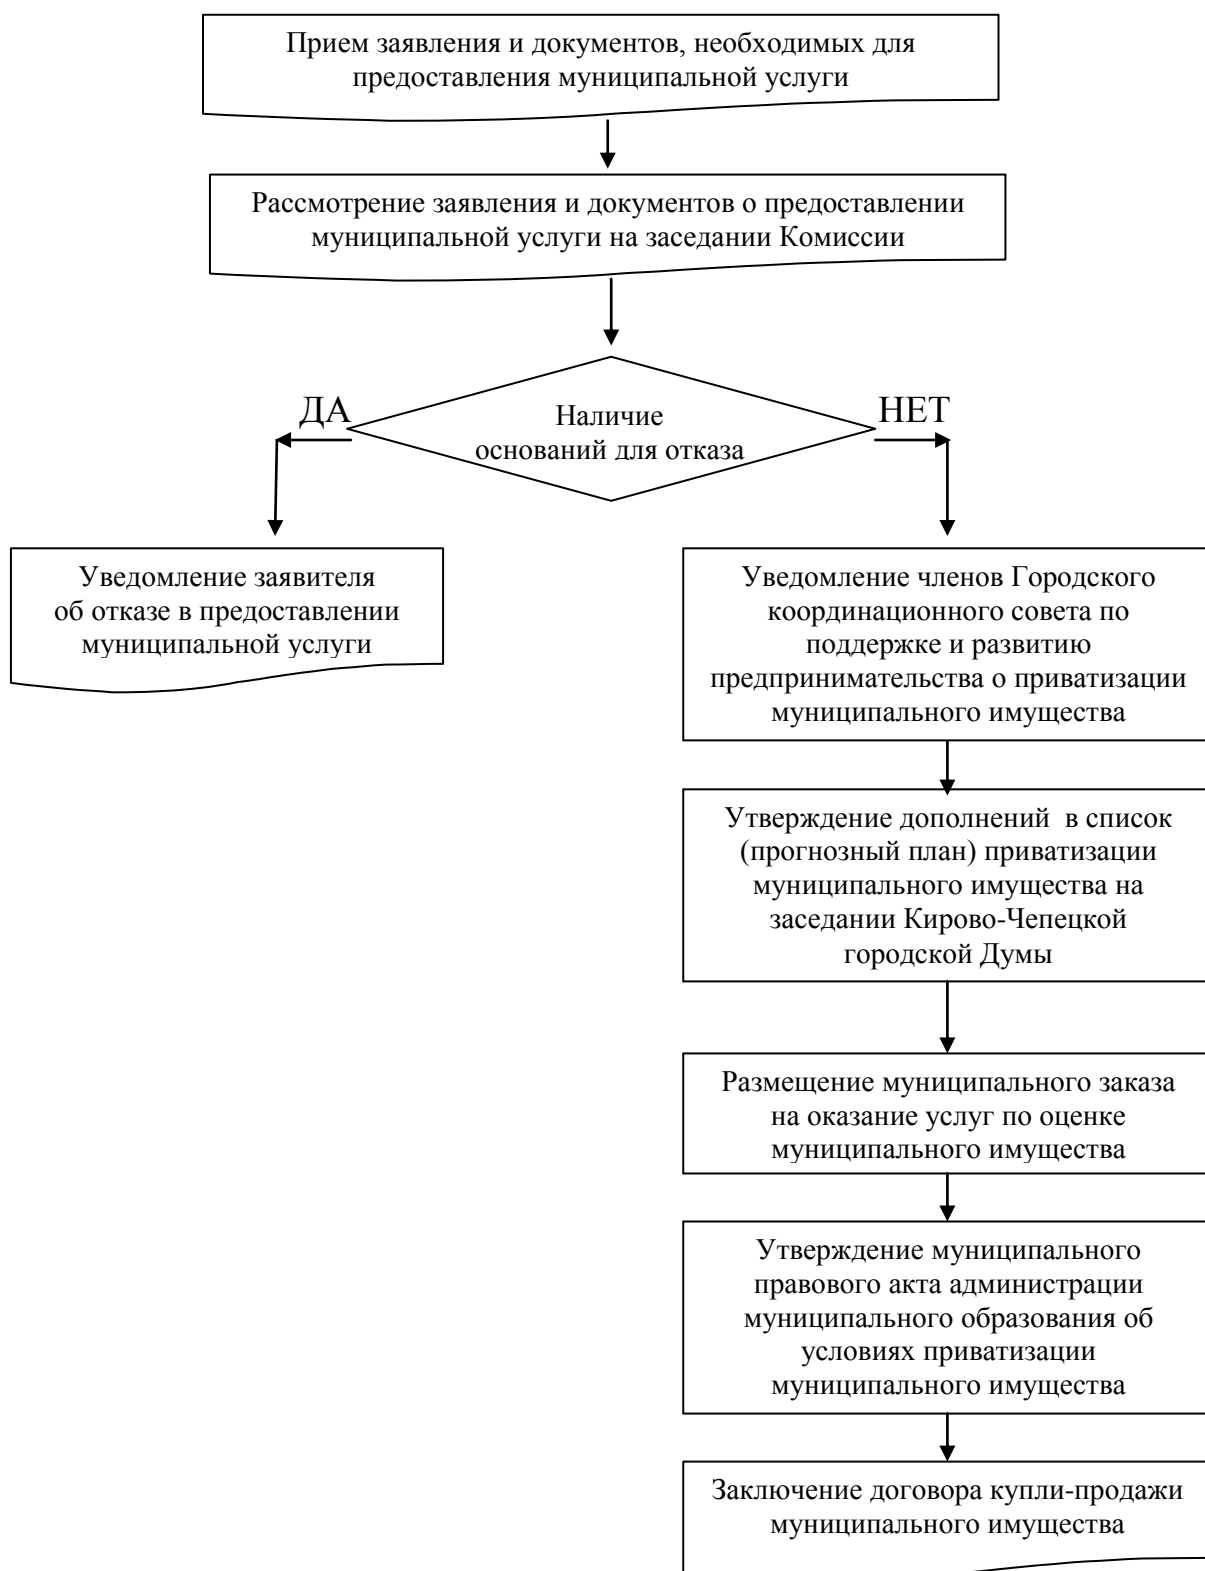 Прием заявления и документов, необходимых для
предоставления муниципальной услуги
Рассмотрение заявления и документов о предоставлении
муниципальной услуги на заседании Комиссии
ДА
НЕТ
Наличие
оснований для отказа
Уведомление заявителя
об отказе в предоставлении
муниципальной услуги
Уведомление членов Городского
координационного совета по
поддержке и развитию
предпринимательства о приватизации
муниципального имущества
Утверждение дополнений  в список
(прогнозный план) приватизации
муниципального имущества на
заседании Кирово-Чепецкой
городской Думы
Размещение муниципального заказа
на оказание услуг по оценке
муниципального имущества
Утверждение муниципального
правового акта администрации
муниципального образования об
условиях приватизации
муниципального имущества
Заключение договора купли-продажи
муниципального имущества